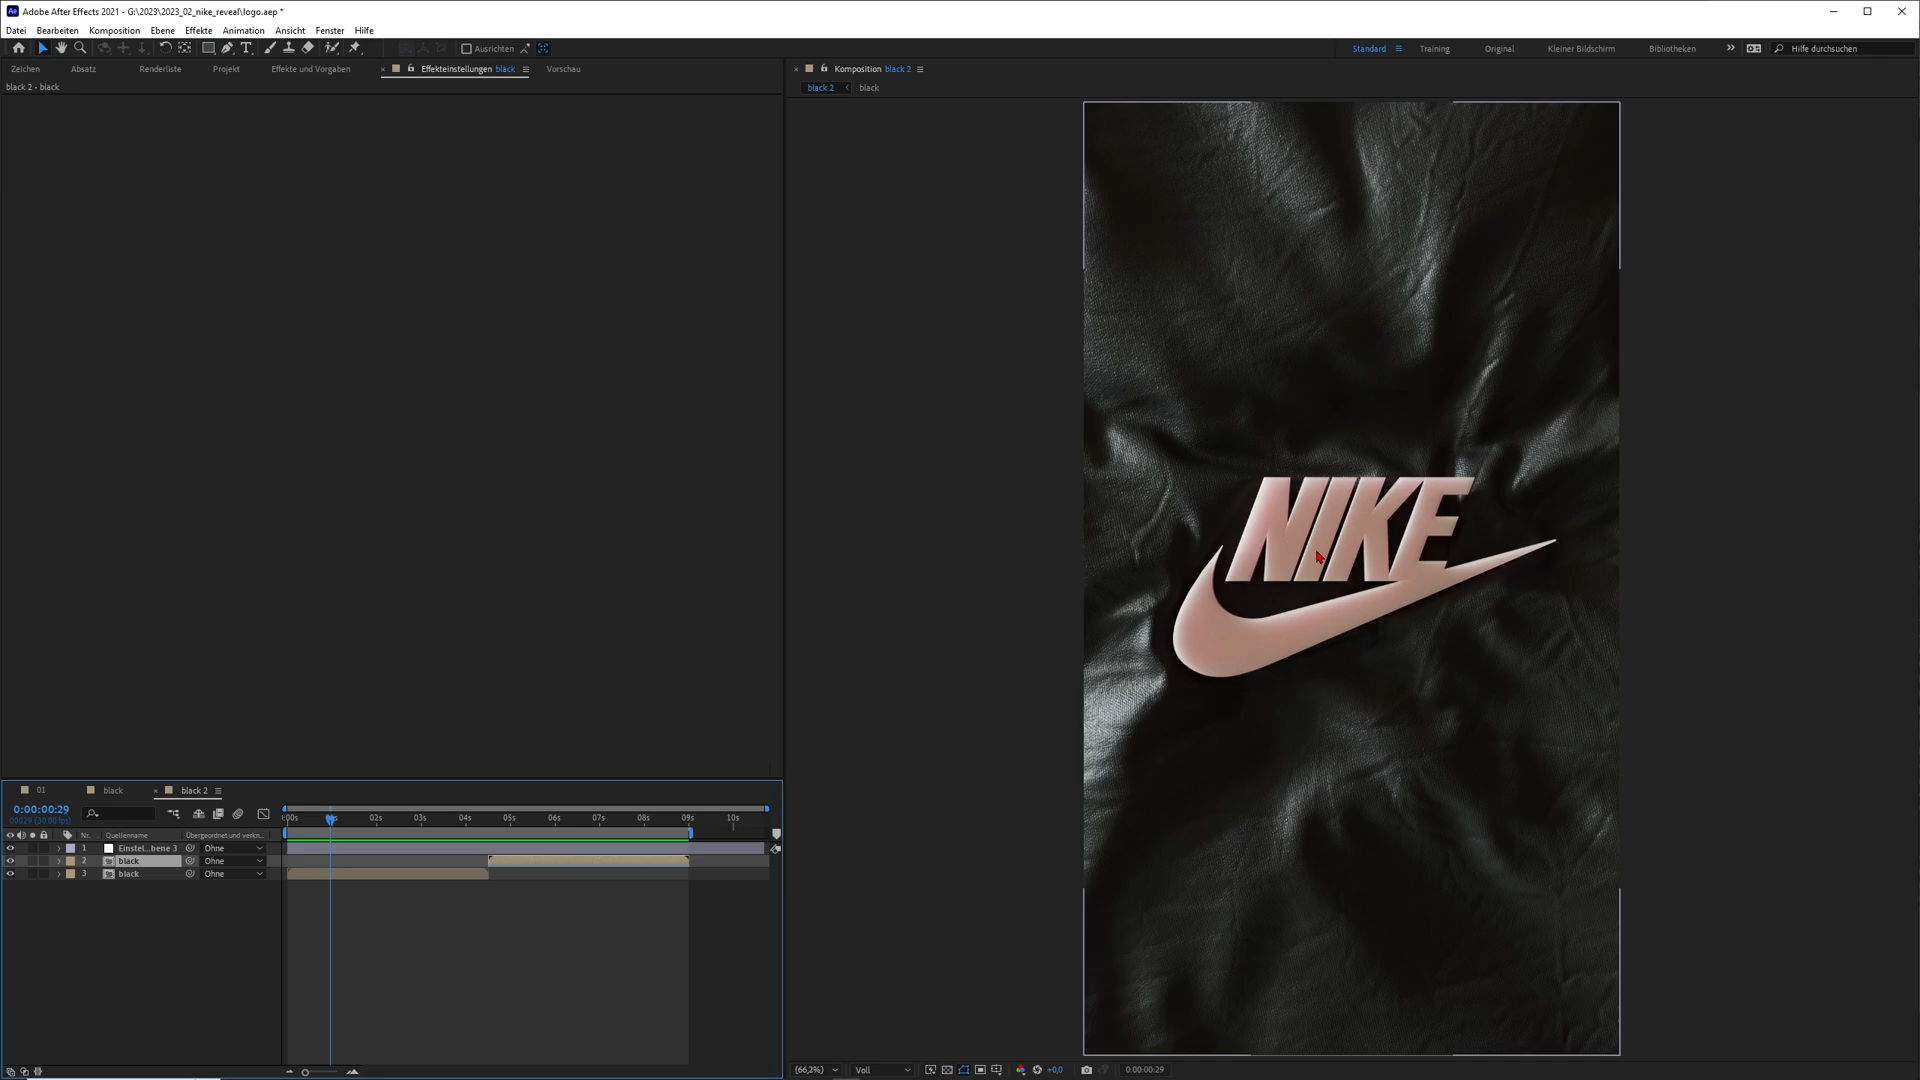 Adobe After Effects 2021 - G:\2023\2023_02_nike_reveal\logo.aep *
Datei Bearbeiten Komposition Ebene Effekte Animation Ansicht Fenster Hilfe
Ausrichten Standard Training Original Kleiner Bildschirm Bibliotheken Hilfe durchsuchen
Zeichen Absatz Renderliste Projekt Effekte und Vorgaben Effekteinstellungen black Vorschau
Komposition black 2
black 2 - black
black 2 black
NIKE
01 black black 2
0:00:00:29
00029 (30.00 fps)
:00s 02s 03s 04s 05s 06s 07s 08s 09s 10s
Nr. Quellenname Übergeordnet und verkn...
1 Einstel...bene 3 Ohne
2 black Ohne
3 black Ohne
(66,2%) Voll +0,0 0:00:00:29